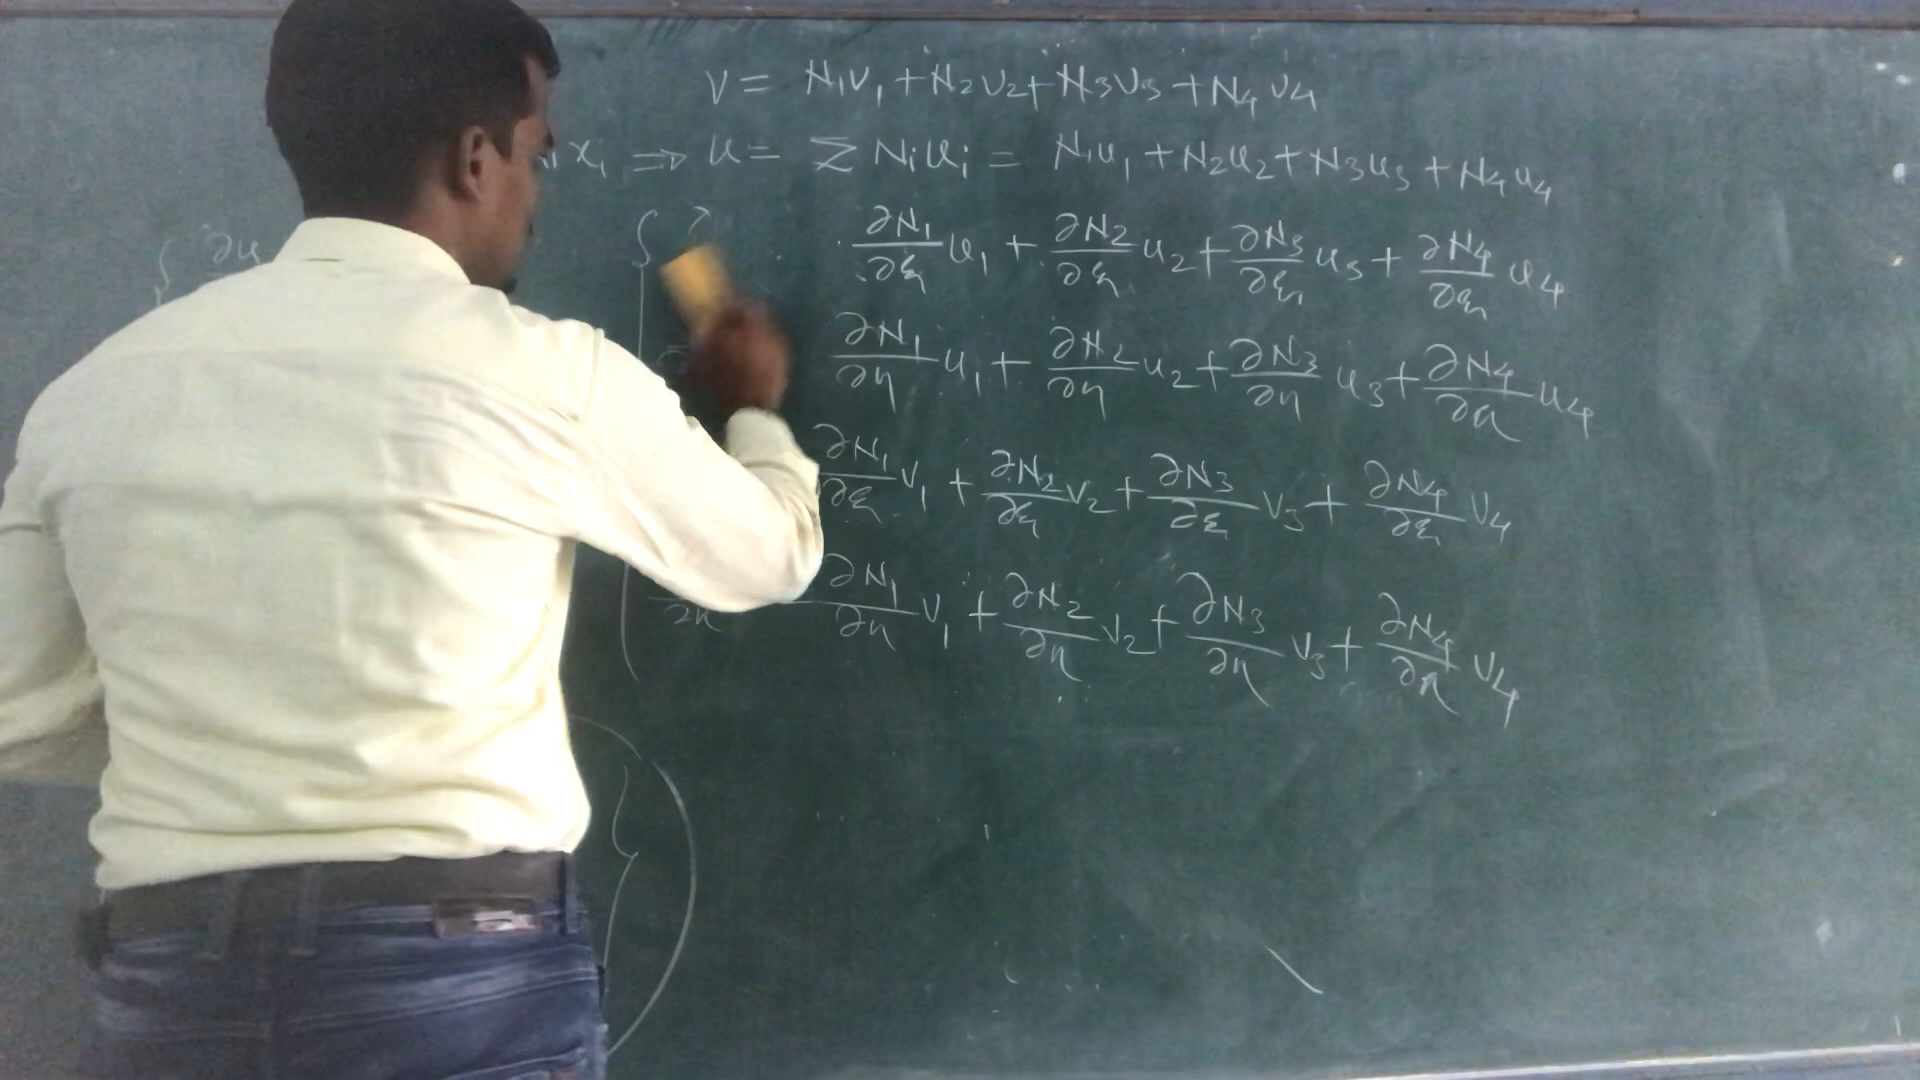 v = N₁v₁ + N₂v₂ + N₃v₃ + N₄v₄
xᵢ ⇒ u = Σ Nᵢuᵢ = N₁u₁ + N₂u₂ + N₃u₃ + N₄u₄
∂u
∂N₁/∂ξ u₁ + ∂N₂/∂ξ u₂ + ∂N₃/∂ξ u₃ + ∂N₄/∂ξ u₄
∂N₁/∂η u₁ + ∂N₂/∂η u₂ + ∂N₃/∂η u₃ + ∂N₄/∂η u₄
∂N₁/∂ξ v₁ + ∂N₂/∂ξ v₂ + ∂N₃/∂ξ v₃ + ∂N₄/∂ξ v₄
∂η ∂N₁/∂η v₁ + ∂N₂/∂η v₂ + ∂N₃/∂η v₃ + ∂N₄/∂η v₄